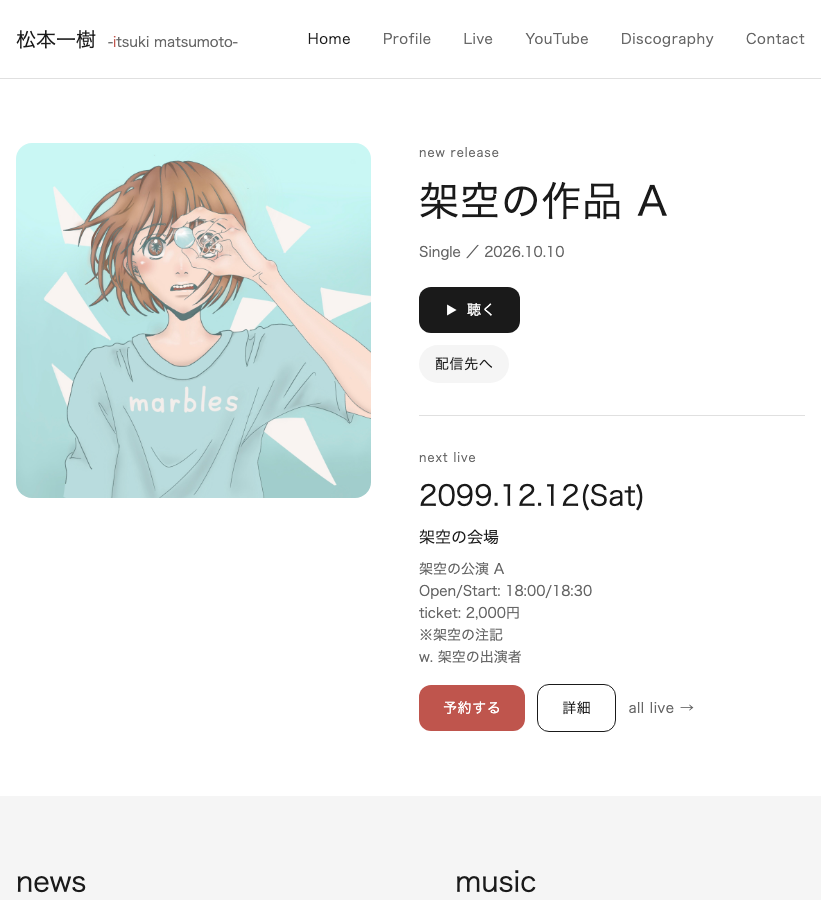 松本一樹 -itsuki matsumoto-
Home Profile Live YouTube Discography Contact
marbles
new release
架空の作品 A
Single ／ 2026.10.10
▶ 聴く
配信先へ
next live
2099.12.12(Sat)
架空の会場
架空の公演 A
Open/Start: 18:00/18:30
ticket: 2,000円
※架空の注記
w. 架空の出演者
予約する 詳細 all live →
news
music